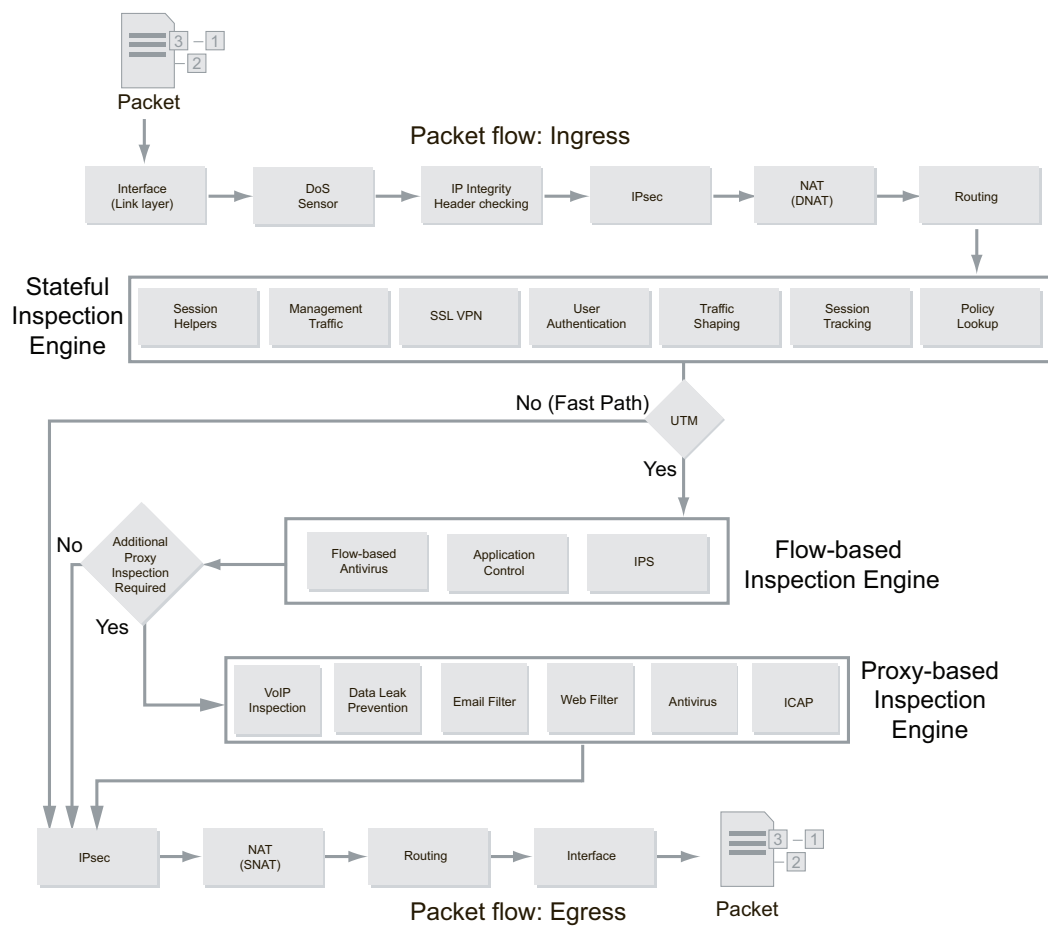 3 1
2
Packet
Packet flow: Ingress
Interface
(Link layer)
DoS
Sensor
IP Integrity
Header checking
IPsec
NAT
(DNAT)
Routing
Stateful
Inspection
Engine
Session
Helpers
Management
Traffic
SSL VPN
User
Authentication
Traffic
Shaping
Session
Tracking
Policy
Lookup
No (Fast Path)
UTM
Yes
No
Additional
Proxy
Inspection
Required
Yes
Flow-based
Antivirus
Application
Control
IPS
Flow-based
Inspection Engine
VoIP
Inspection
Data Leak
Prevention
Email Filter
Web Filter
Antivirus
ICAP
Proxy-based
Inspection
Engine
IPsec
NAT
(SNAT)
Routing
Interface
3 1
2
Packet
Packet flow: Egress